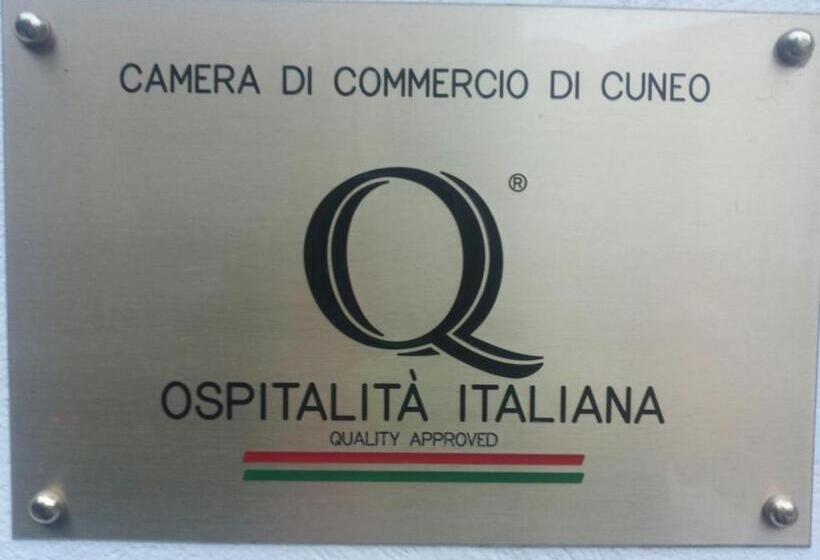 CAMERA DI COMMERCIO DI CUNEO
Q ®
OSPITALITÀ ITALIANA
QUALITY APPROVED